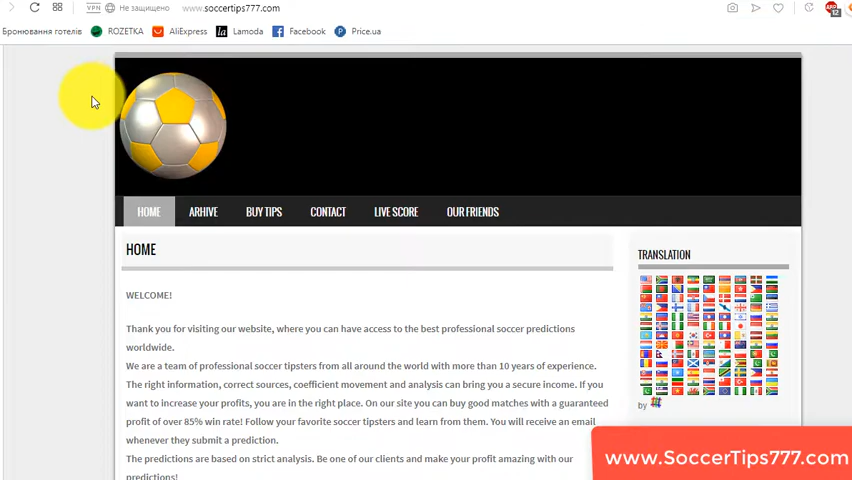 VPN Не защищено www.soccertips777.com
Бронювання готелів ROZETKA AliExpress la Lamoda Facebook P Price.ua
12
HOME ARHIVE BUY TIPS CONTACT LIVE SCORE OUR FRIENDS
HOME
WELCOME!
Thank you for visiting our website, where you can have access to the best professional soccer predictions
worldwide.
We are a team of professional soccer tipsters from all around the world with more than 10 years of experience.
The right information, correct sources, coefficient movement and analysis can bring you a secure income. If you
want to increase your profits, you are in the right place. On our site you can buy good matches with a guaranteed
profit of over 85% win rate! Follow your favorite soccer tipsters and learn from them. You will receive an email
whenever they submit a prediction.
The predictions are based on strict analysis. Be one of our clients and make your profit amazing with our
predictions!
TRANSLATION
by
www.SoccerTips777.com